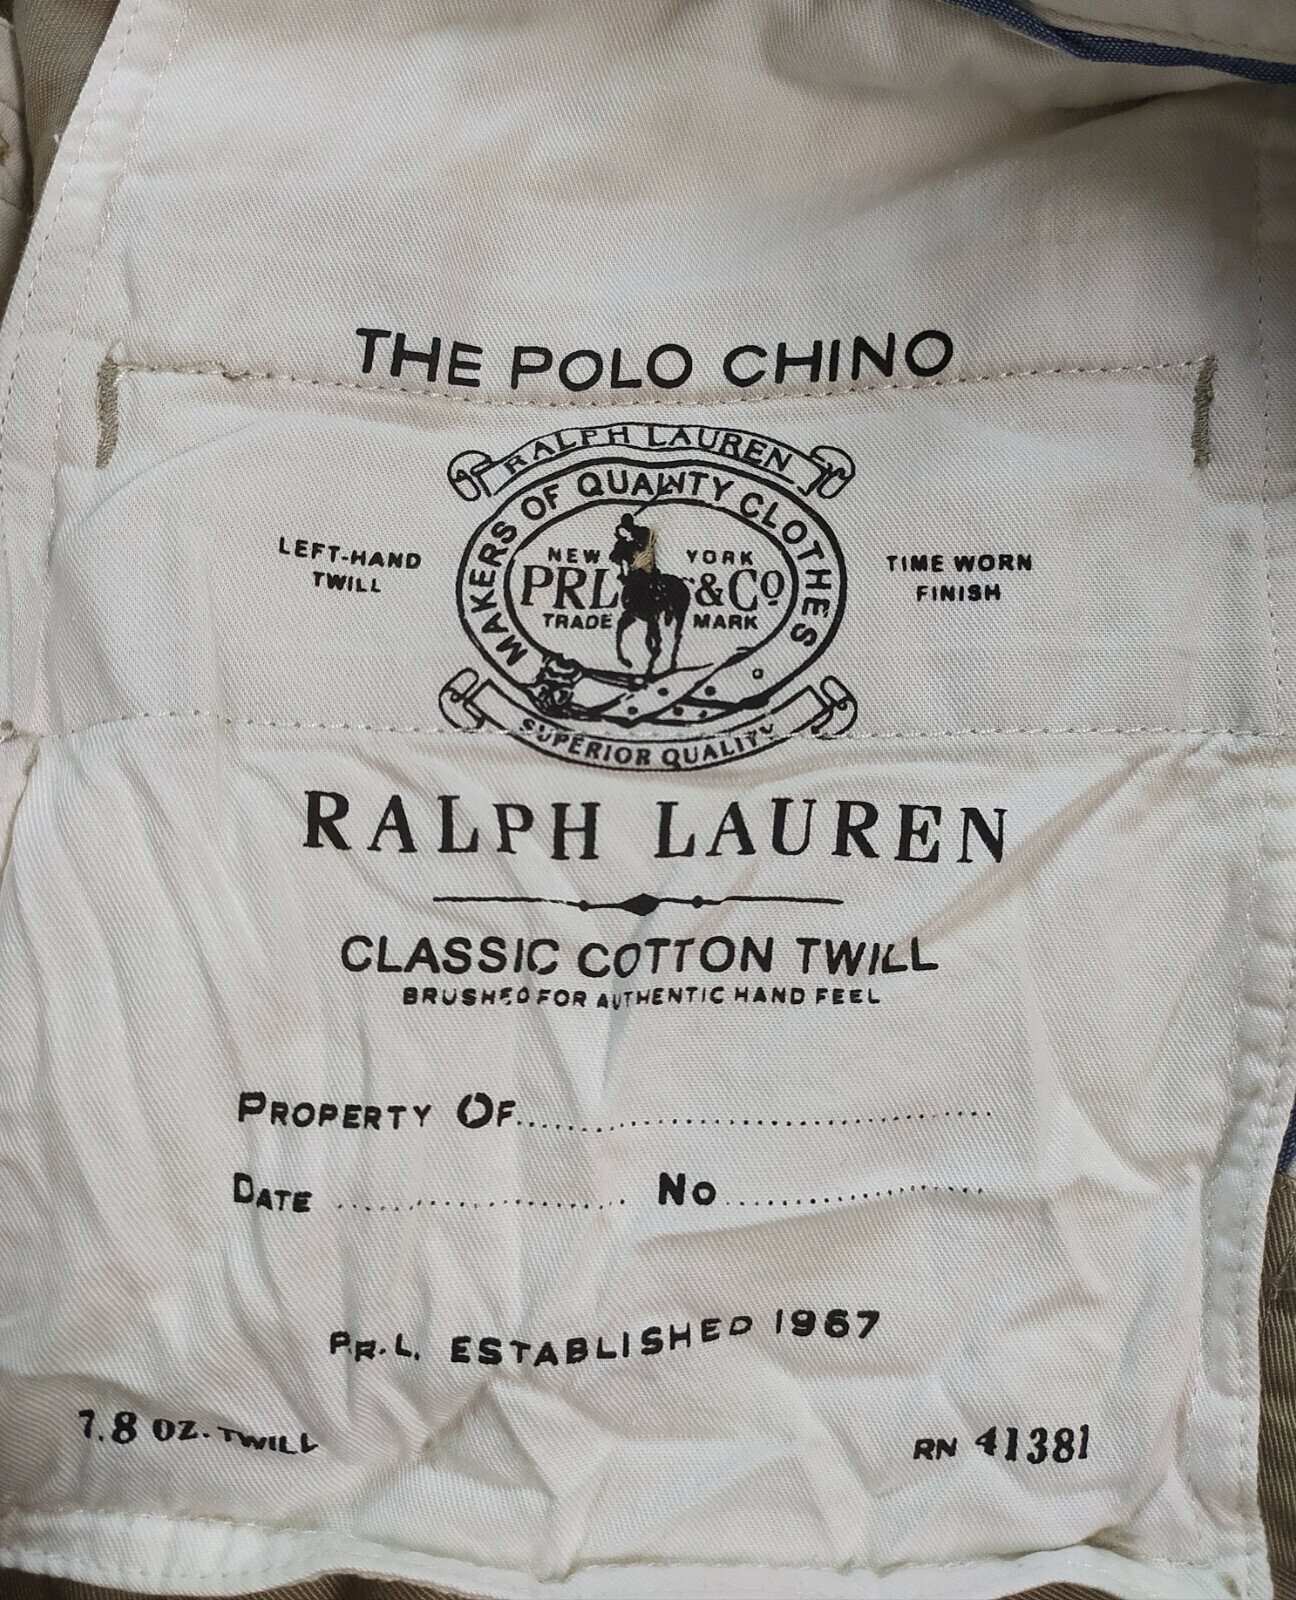 THE POLO CHINO
RALPH LAUREN
MAKERS OF QUALITY CLOTHES
LEFT-HAND
TWILL
NEW YORK
PRL & Co
TRADE MARK
TIME WORN
FINISH
SUPERIOR QUALITY
RALPH LAUREN
CLASSIC COTTON TWILL
BRUSHED FOR AUTHENTIC HAND FEEL
PROPERTY OF
DATE No
P.R.L. ESTABLISHED 1967
7.8 OZ. TWILL
RN 41381